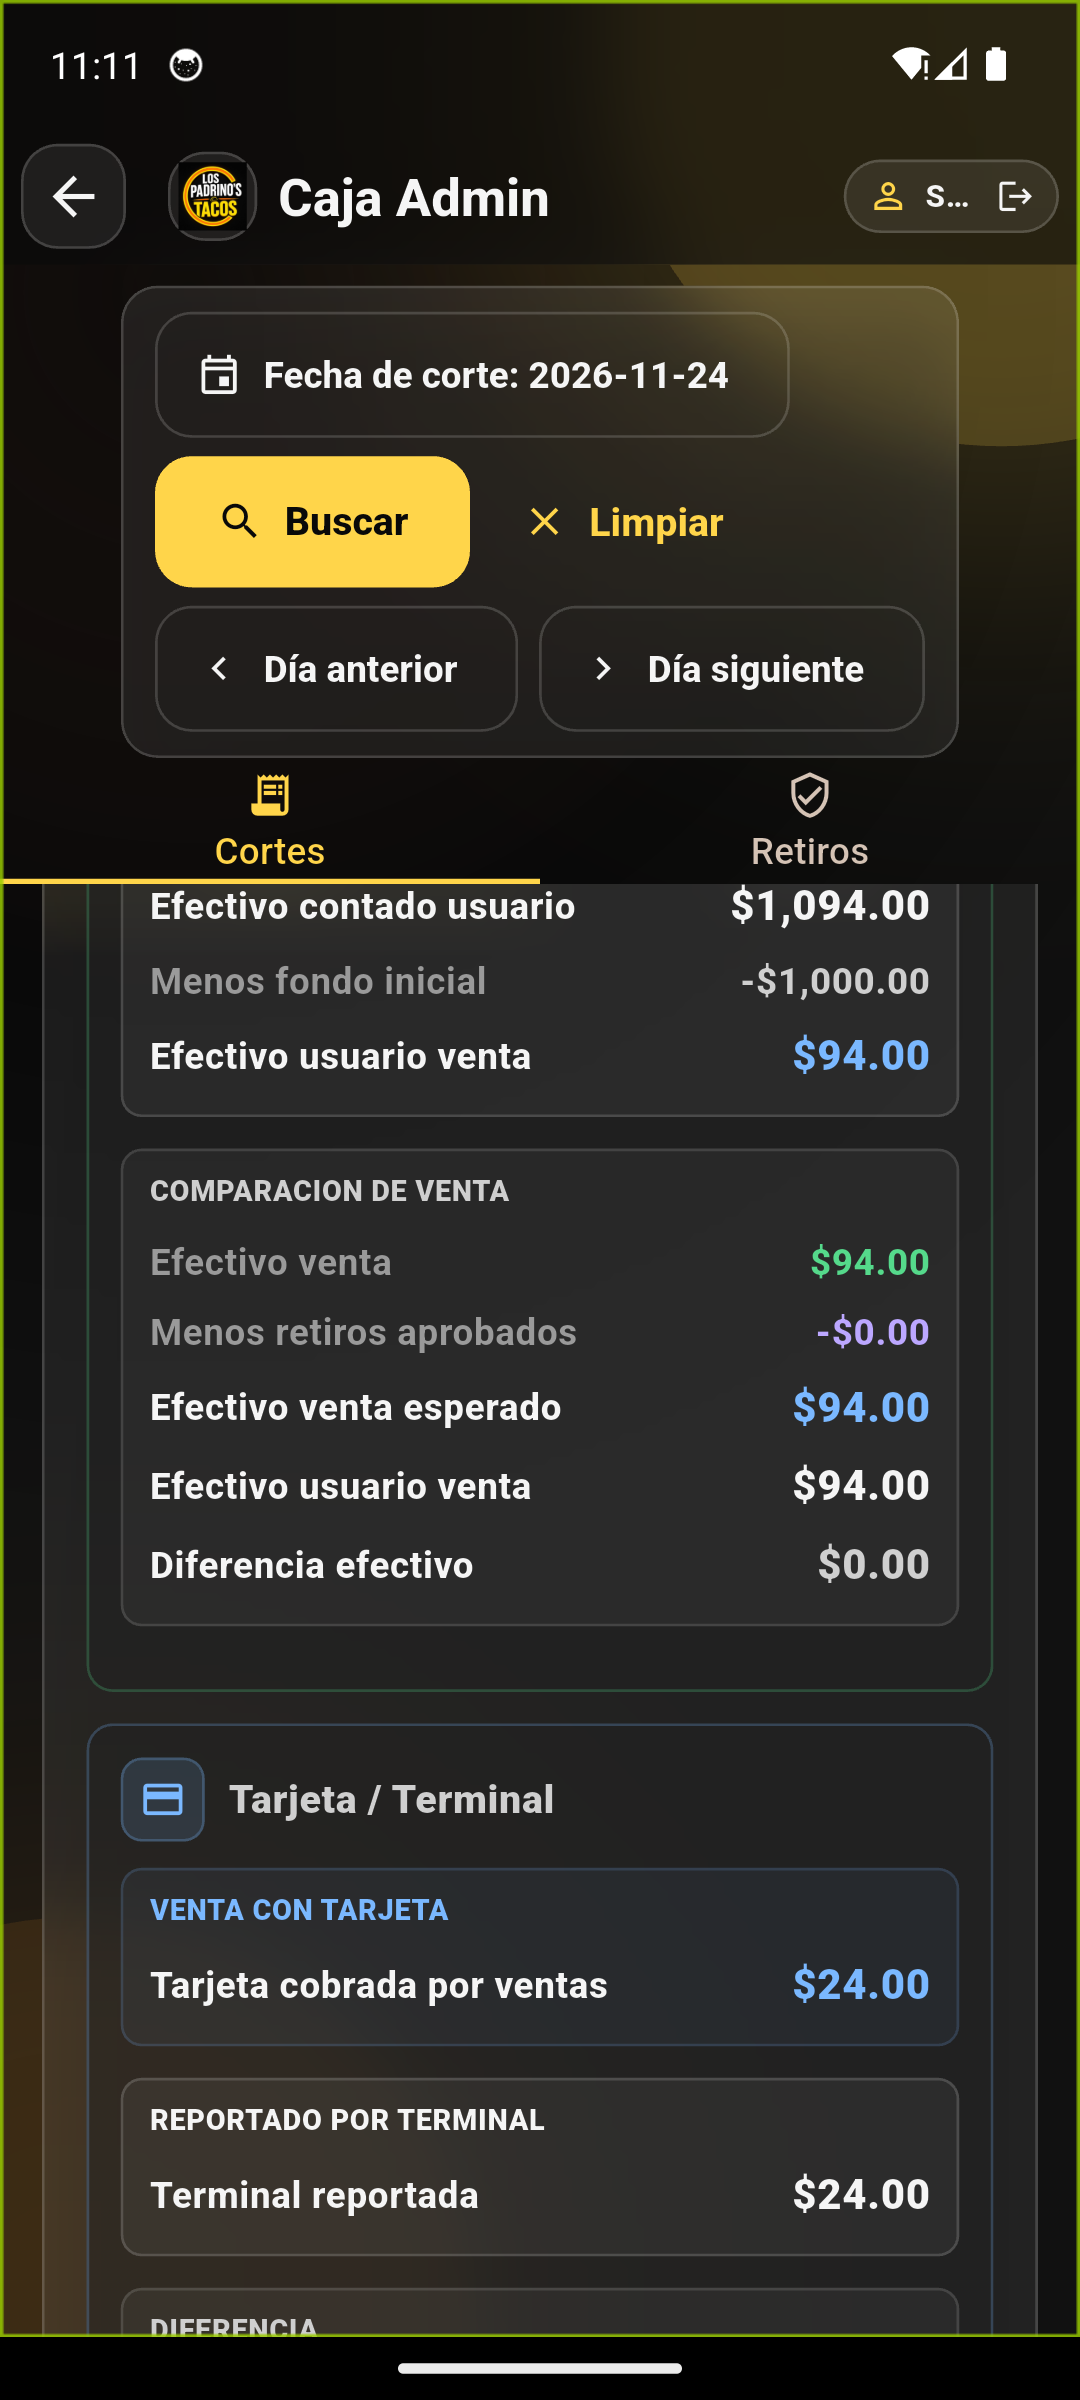 11:11
LOS
PADRINO'S
TACOS
Caja Admin
S...
Fecha de corte: 2026-11-24
Buscar
Limpiar
Día anterior
Día siguiente
Cortes
Retiros
Efectivo contado usuario $1,094.00
Menos fondo inicial -$1,000.00
Efectivo usuario venta $94.00
COMPARACION DE VENTA
Efectivo venta $94.00
Menos retiros aprobados -$0.00
Efectivo venta esperado $94.00
Efectivo usuario venta $94.00
Diferencia efectivo $0.00
Tarjeta / Terminal
VENTA CON TARJETA
Tarjeta cobrada por ventas $24.00
REPORTADO POR TERMINAL
Terminal reportada $24.00
DIFERENCIA